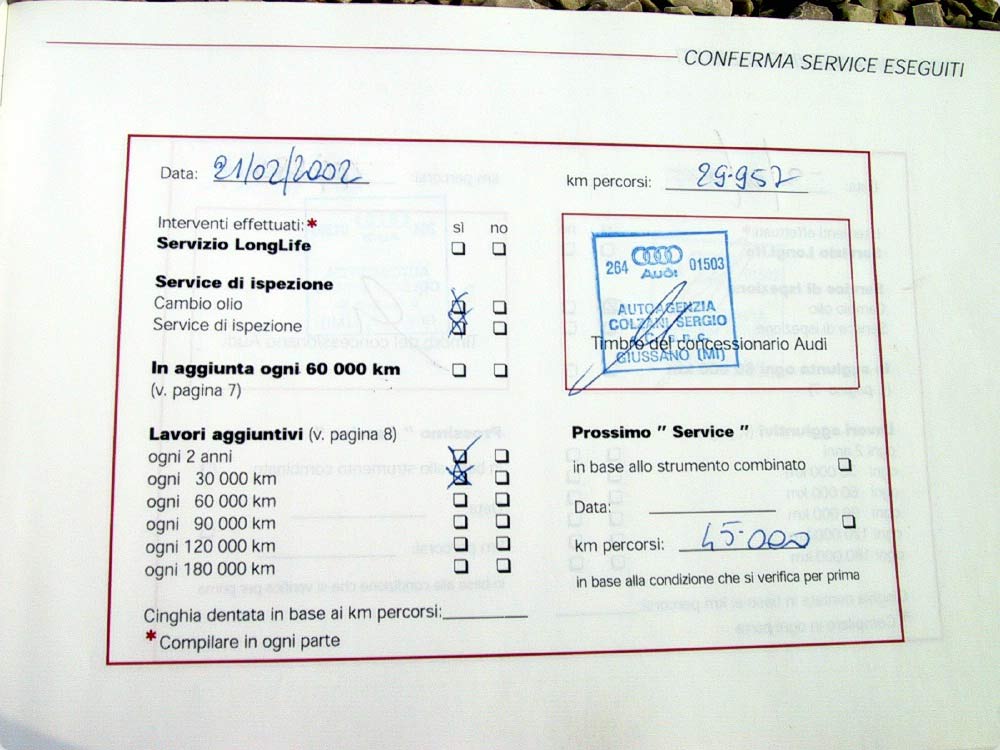 CONFERMA SERVICE ESEGUITI
Data: 21/02/2002
km percorsi: 29.957
Interventi effettuati:*
sì no
Servizio LongLife
Service di ispezione
Cambio olio
Service di ispezione
In aggiunta ogni 60 000 km
(v. pagina 7)
Lavori aggiuntivi (v. pagina 8)
ogni 2 anni
ogni 30 000 km
ogni 60 000 km
ogni 90 000 km
ogni 120 000 km
ogni 180 000 km
Cinghia dentata in base ai km percorsi:
*Compilare in ogni parte
264 Audi 01503
AUTOAGENZIA
COLZANI SERGIO
GIUSSANO (MI)
Timbro del concessionario Audi
Prossimo " Service "
in base allo strumento combinato
Data:
km percorsi: 45.000
in base alla condizione che si verifica per prima